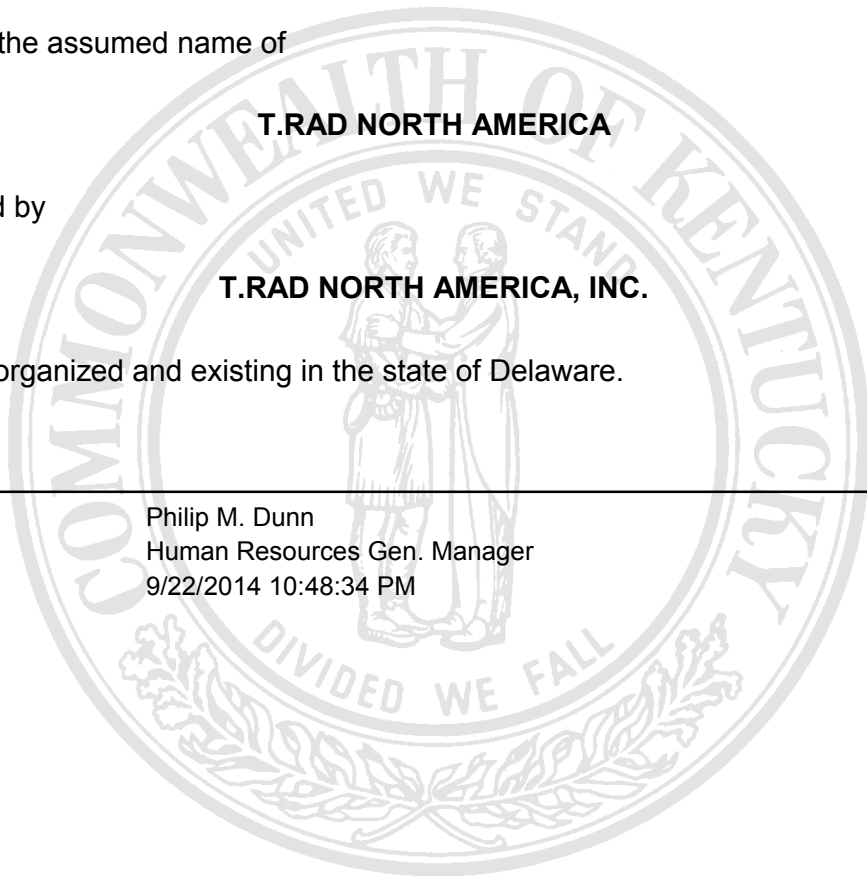 the assumed name of
T.RAD NORTH AMERICA
d by
T.RAD NORTH AMERICA, INC.
organized and existing in the state of Delaware.
Philip M. Dunn
Human Resources Gen. Manager
9/22/2014 10:48:34 PM
COMMONWEALTH OF KENTUCKY
UNITED WE STAND
DIVIDED WE FALL